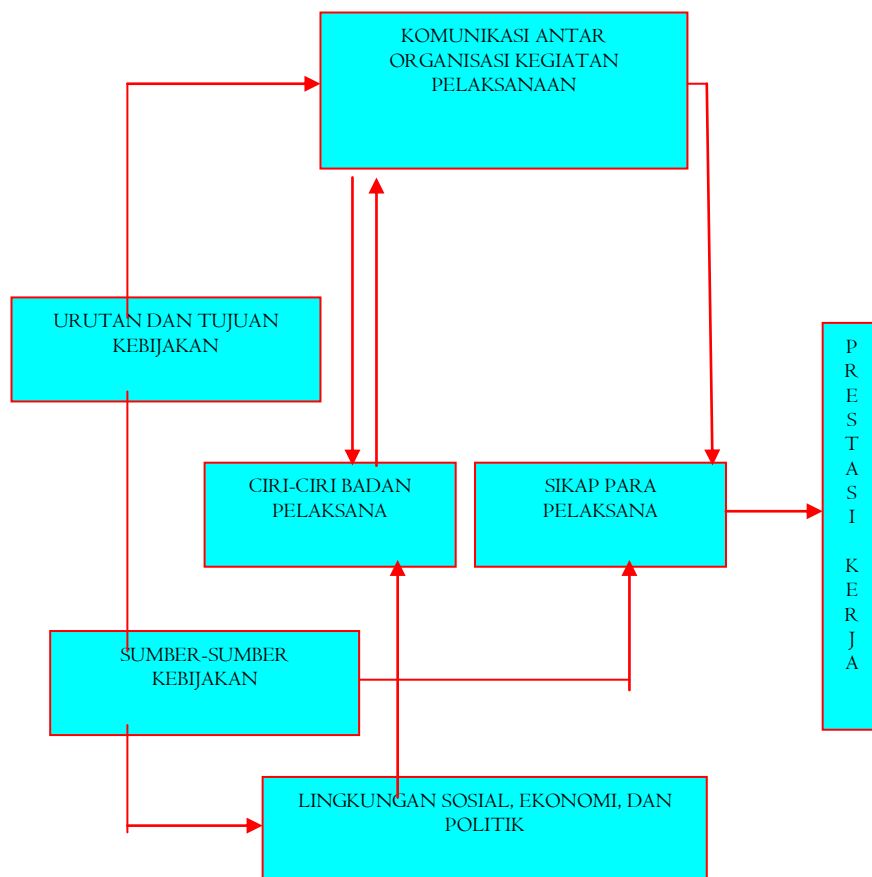 KOMUNIKASI ANTAR
ORGANISASI KEGIATAN
PELAKSANAAN
URUTAN DAN TUJUAN
KEBIJAKAN
CIRI-CIRI BADAN
PELAKSANA
SIKAP PARA
PELAKSANA
P
R
E
S
T
A
S
I
K
E
R
J
A
SUMBER-SUMBER
KEBIJAKAN
LINGKUNGAN SOSIAL, EKONOMI, DAN
POLITIK